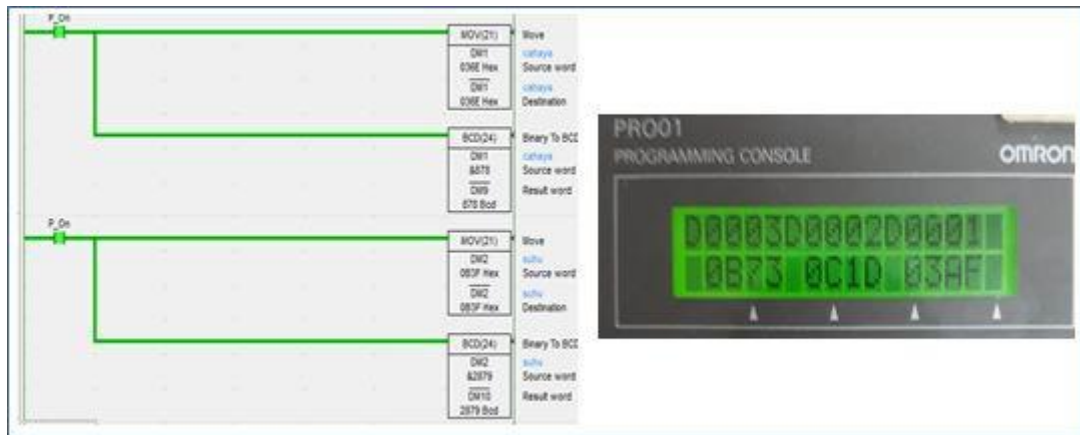 P_On
MOV(21)
Move
DM1
cahaya
036E Hex
Source word
DM1
cahaya
036E Hex
Destination
BCD(24)
Binary To BCD
DM1
cahaya
&878
Source word
DM9
Result word
878 Bcd
P_On
MOV(21)
Move
DM2
suhu
0B3F Hex
Source word
DM2
suhu
0B3F Hex
Destination
BCD(24)
Binary To BCD
DM2
suhu
&2879
Source word
DM10
Result word
2879 Bcd
PRO01
PROGRAMMING CONSOLE
OMRON
D0003D0002D0001
0B73 0C1D 03AF